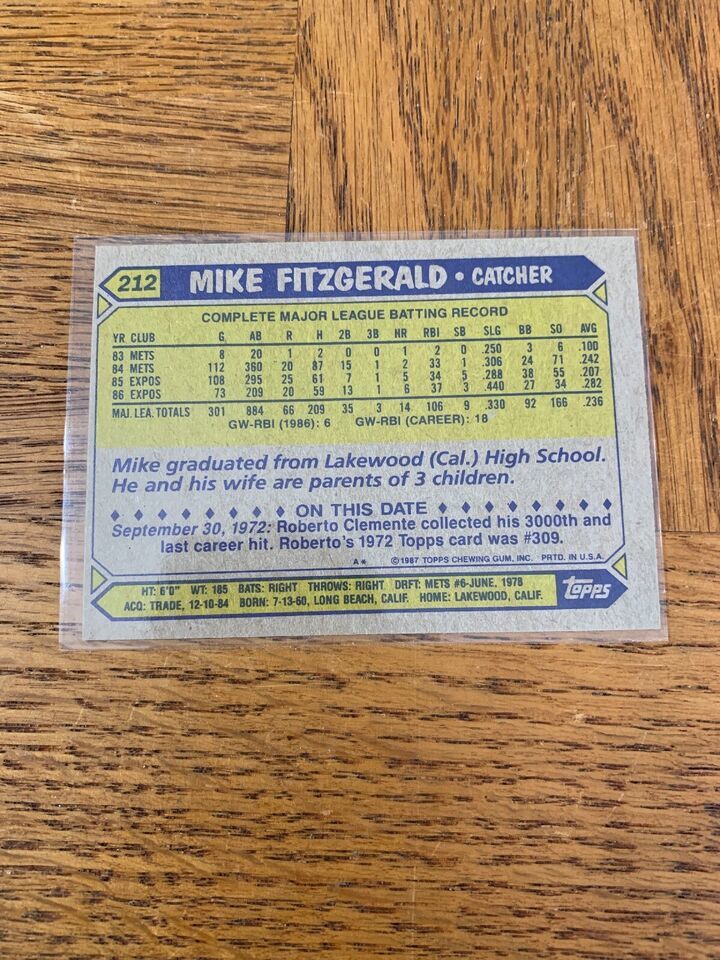 212 MIKE FITZGERALD • CATCHER
COMPLETE MAJOR LEAGUE BATTING RECORD
YR CLUB G AB R H 2B 3B HR RBI SB SLG BB SO AVG
83 METS 8 20 1 2 0 0 1 2 0 .250 3 6 .100
84 METS 112 360 20 87 15 1 2 33 1 .306 24 71 .242
85 EXPOS 108 295 25 61 7 1 5 34 5 .288 38 55 .207
86 EXPOS 73 209 20 59 13 1 6 37 3 .440 27 34 .282
MAJ. LEA. TOTALS 301 884 66 209 35 3 14 106 9 .330 92 166 .236
GW-RBI (1986): 6 GW-RBI (CAREER): 18
Mike graduated from Lakewood (Cal.) High School.
He and his wife are parents of 3 children.
ON THIS DATE
September 30, 1972: Roberto Clemente collected his 3000th and
last career hit. Roberto's 1972 Topps card was #309.
A* ©1987 TOPPS CHEWING GUM, INC. PRTD. IN U.S.A.
HT: 6'0" WT: 185 BATS: RIGHT THROWS: RIGHT DRFT: METS #6-JUNE, 1978
ACQ: TRADE, 12-10-84 BORN: 7-13-60, LONG BEACH, CALIF. HOME: LAKEWOOD, CALIF.
Topps